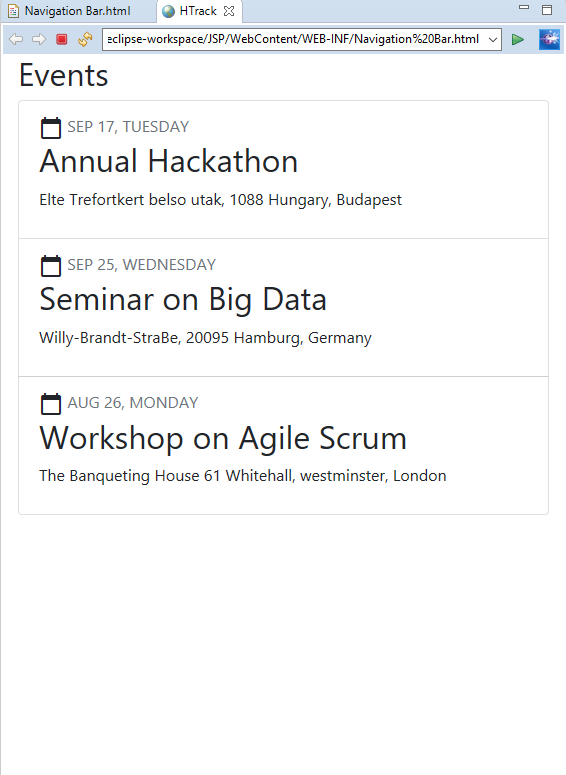 Navigation Bar.html
HTrack
eclipse-workspace/JSP/WebContent/WEB-INF/Navigation%20Bar.html
Events
SEP 17, TUESDAY
Annual Hackathon
Elte Trefortkert belso utak, 1088 Hungary, Budapest
SEP 25, WEDNESDAY
Seminar on Big Data
Willy-Brandt-StraBe, 20095 Hamburg, Germany
AUG 26, MONDAY
Workshop on Agile Scrum
The Banqueting House 61 Whitehall, westminster, London